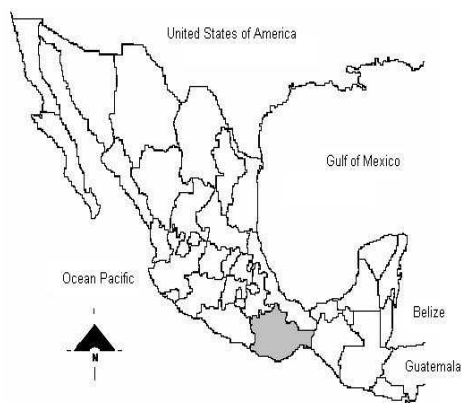 United States of America
Gulf of Mexico
Ocean Pacific
Belize
Guatemala
N